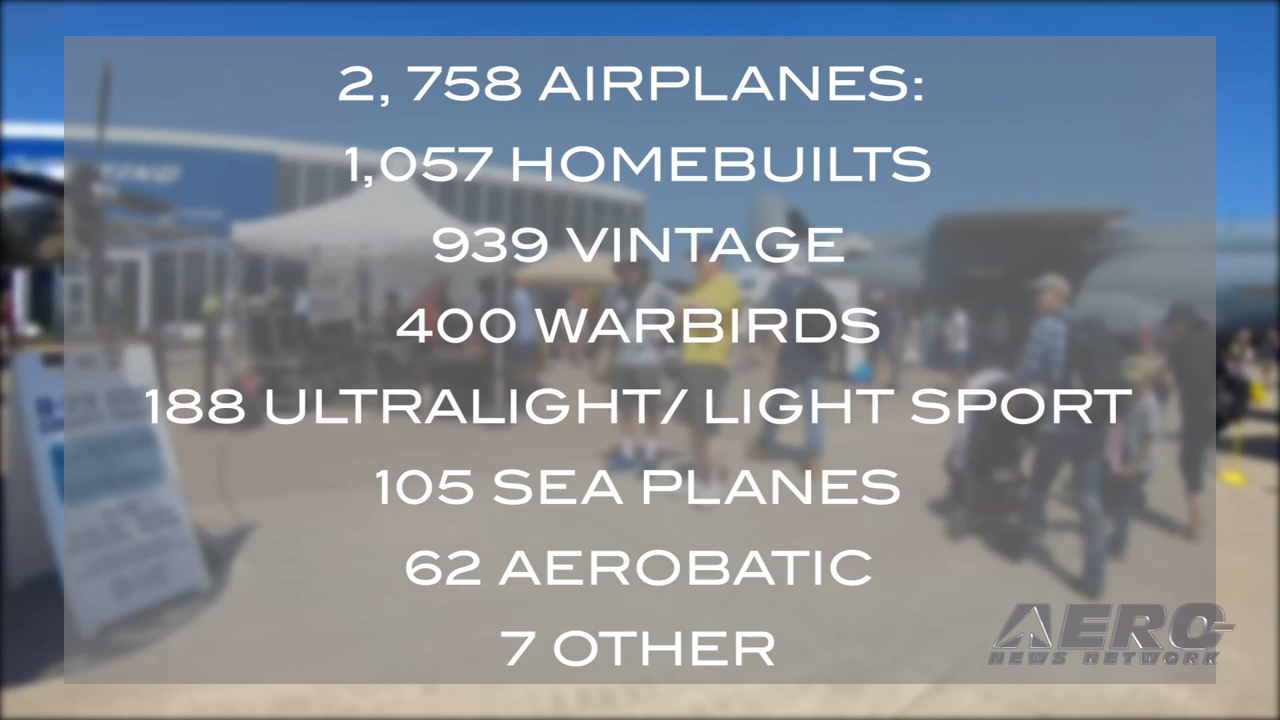 2, 758 AIRPLANES:
1,057 HOMEBUILTS
939 VINTAGE
400 WARBIRDS
188 ULTRALIGHT/ LIGHT SPORT
105 SEA PLANES
62 AEROBATIC
7 OTHER
AERO
NEWS NETWORK